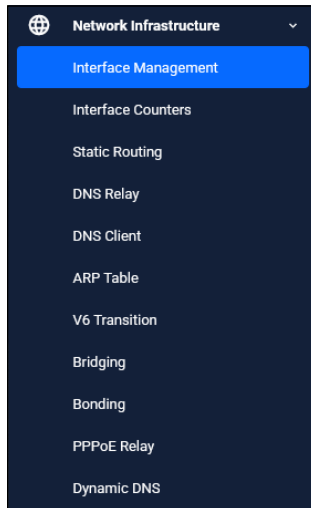 Network Infrastructure
Interface Management
Interface Counters
Static Routing
DNS Relay
DNS Client
ARP Table
V6 Transition
Bridging
Bonding
PPPoE Relay
Dynamic DNS